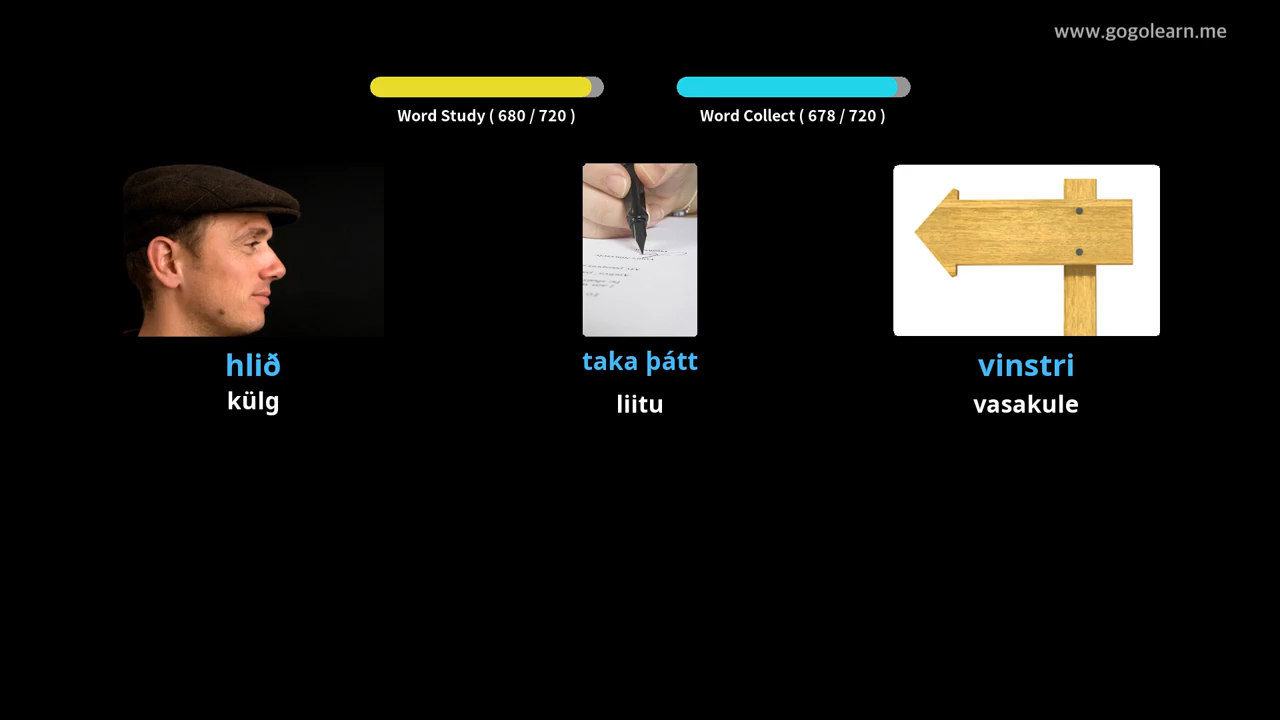 www.gogolearn.me
Word Study ( 680 / 720 )
Word Collect ( 678 / 720 )
hlið
taka þátt
vinstri
külg
liitu
vasakule